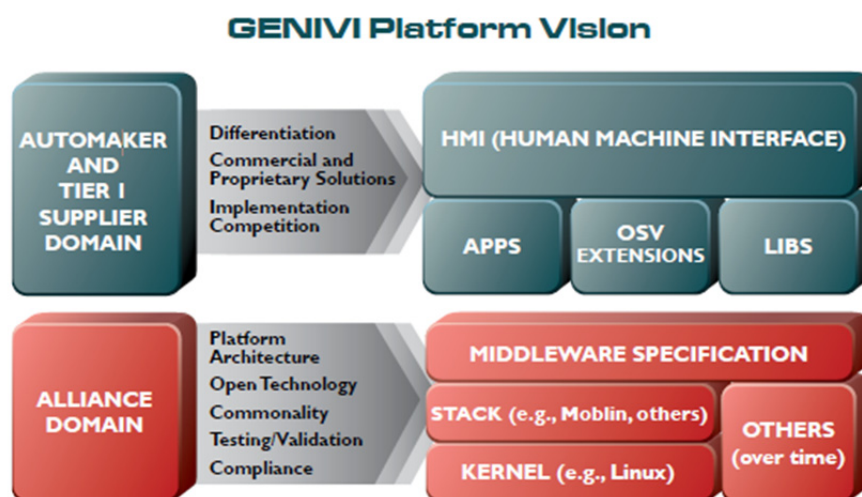 GENIVI Platform Vision
AUTOMAKER
AND
TIER 1
SUPPLIER
DOMAIN
Differentiation
Commercial and
Proprietary Solutions
Implementation
Competition
HMI (HUMAN MACHINE INTERFACE)
APPS
OSV
EXTENSIONS
LIBS
ALLIANCE
DOMAIN
Platform
Architecture
Open Technology
Commonality
Testing/Validation
Compliance
MIDDLEWARE SPECIFICATION
STACK (e.g., Moblin, others)
KERNEL (e.g., Linux)
OTHERS
(over time)